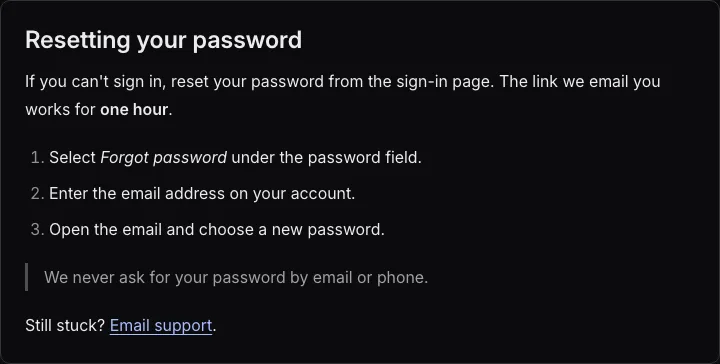 Resetting your password
If you can't sign in, reset your password from the sign-in page. The link we email you
works for one hour.
1. Select Forgot password under the password field.
2. Enter the email address on your account.
3. Open the email and choose a new password.
We never ask for your password by email or phone.
Still stuck? Email support.